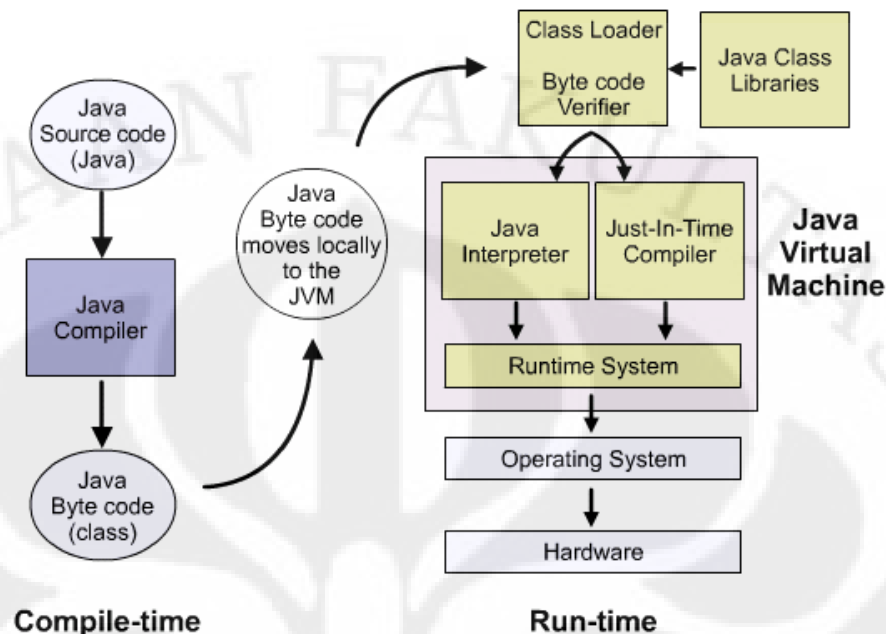 Java
Source code
(Java)
Java
Compiler
Java
Byte code
(class)
Compile-time
Java
Byte code
moves locally
to the
JVM
Class Loader
Byte code
Verifier
Java Class
Libraries
Java
Interpreter
Just-In-Time
Compiler
Runtime System
Java
Virtual
Machine
Operating System
Hardware
Run-time
AAN FAKULTAS